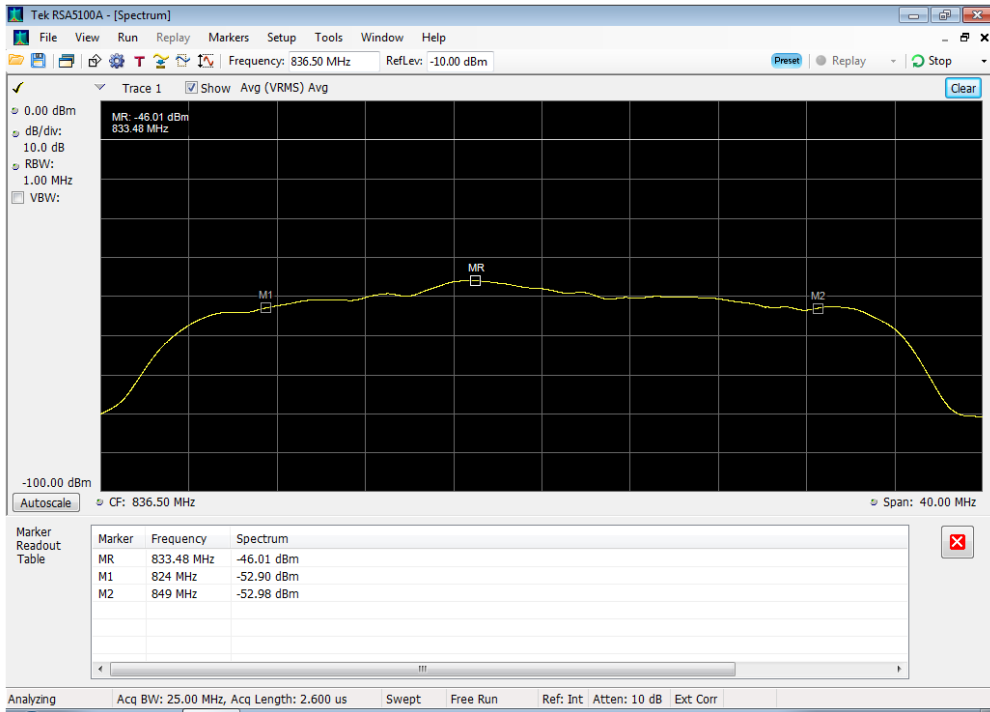 Tek RSA5100A - [Spectrum]
File View Run Replay Markers Setup Tools Window Help
Frequency: 836.50 MHz RefLev: -10.00 dBm Preset Replay Stop
Trace 1 Show Avg (VRMS) Avg Clear
0.00 dBm
dB/div:
10.0 dB
RBW:
1.00 MHz
VBW:
MR: -46.01 dBm
833.48 MHz
MR
M1
M2
-100.00 dBm
Autoscale CF: 836.50 MHz Span: 40.00 MHz
Marker
Readout
Table
Marker Frequency Spectrum
MR 833.48 MHz -46.01 dBm
M1 824 MHz -52.90 dBm
M2 849 MHz -52.98 dBm
Analyzing Acq BW: 25.00 MHz, Acq Length: 2.600 us Swept Free Run Ref: Int Atten: 10 dB Ext Corr